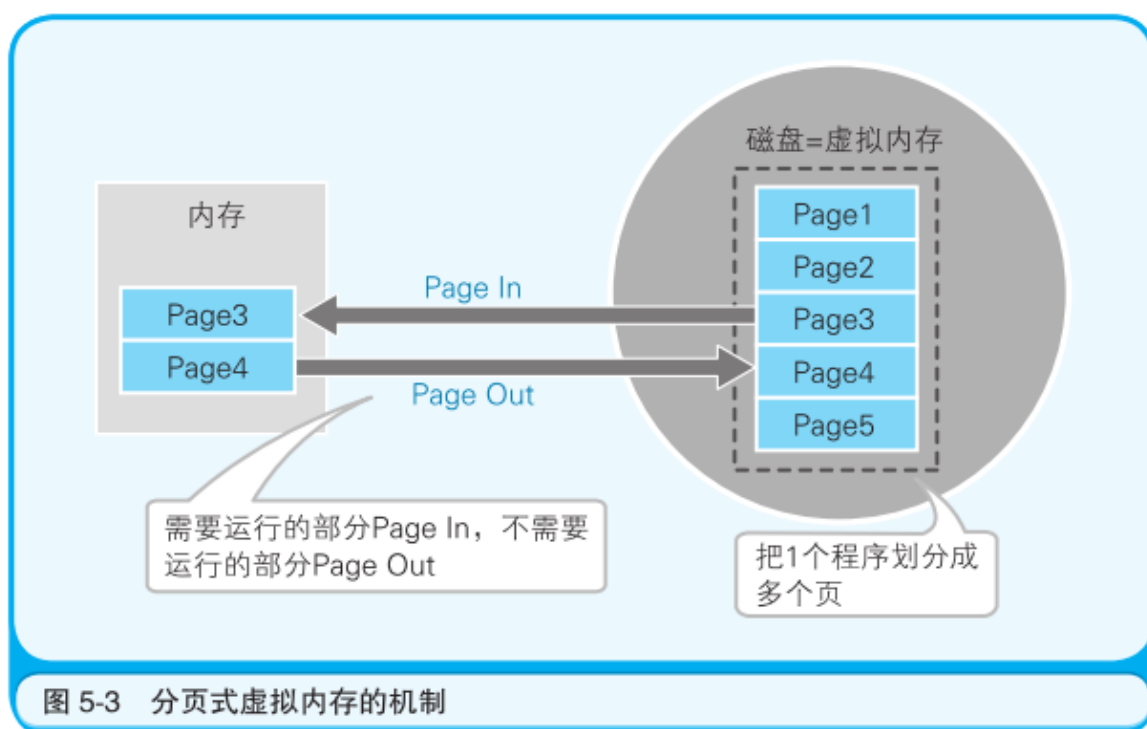 磁盘=虚拟内存
内存
Page1
Page2
Page3
Page4
Page5
Page In
Page3
Page4
Page Out
需要运行的部分Page In，不需要
运行的部分Page Out
把1个程序划分成
多个页
图 5-3 分页式虚拟内存的机制